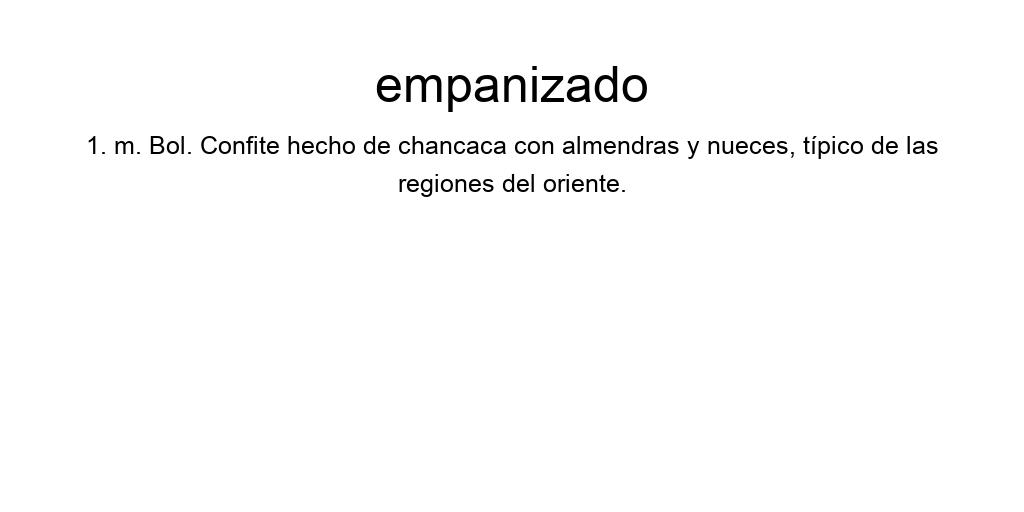 empanizado
1. m. Bol. Confite hecho de chancaca con almendras y nueces, típico de las
regiones del oriente.